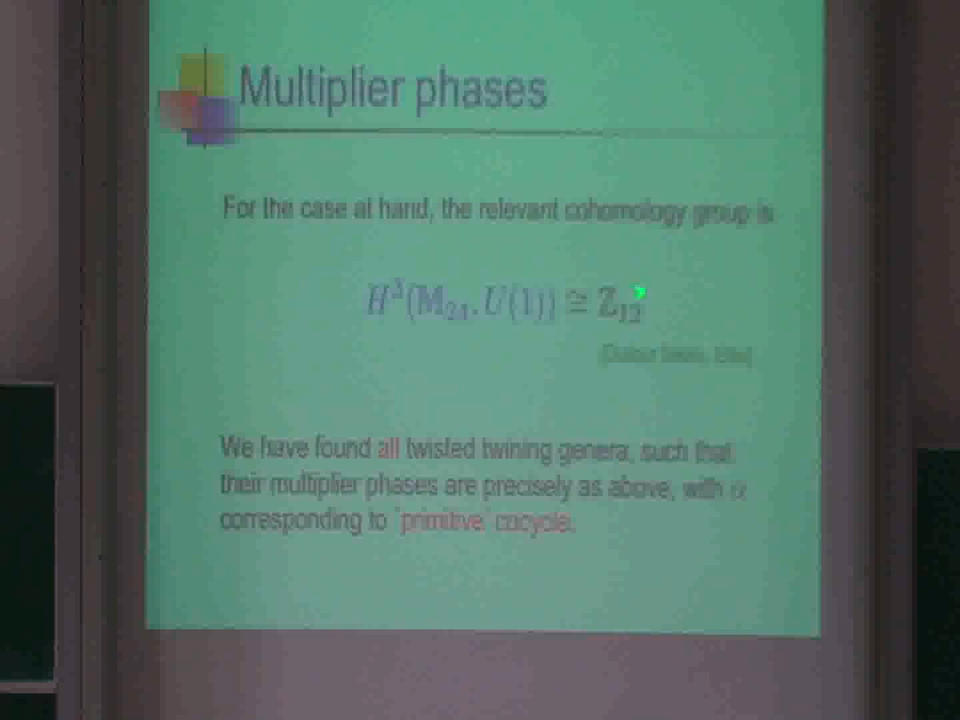 Multiplier phases
For the case at hand, the relevant cohomology group is
H³(M₂₄, U(1)) ≅ ℤ₁₂
We have found all twisted twining genera, such that
their multiplier phases are precisely as above, with α
corresponding to `primitive' cocycle.